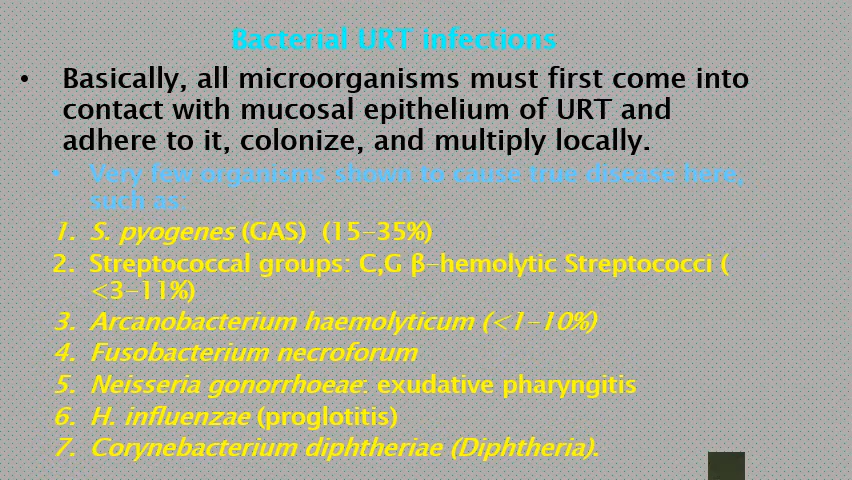 Bacterial URT infections
• Basically, all microorganisms must first come into
contact with mucosal epithelium of URT and
adhere to it, colonize, and multiply locally.
• Very few organisms shown to cause true disease here,
such as:
1. S. pyogenes (GAS) (15-35%)
2. Streptococcal groups: C,G β-hemolytic Streptococci (
<3-11%)
3. Arcanobacterium haemolyticum (<1-10%)
4. Fusobacterium necroforum
5. Neisseria gonorrhoeae: exudative pharyngitis
6. H. influenzae (proglotitis)
7. Corynebacterium diphtheriae (Diphtheria).